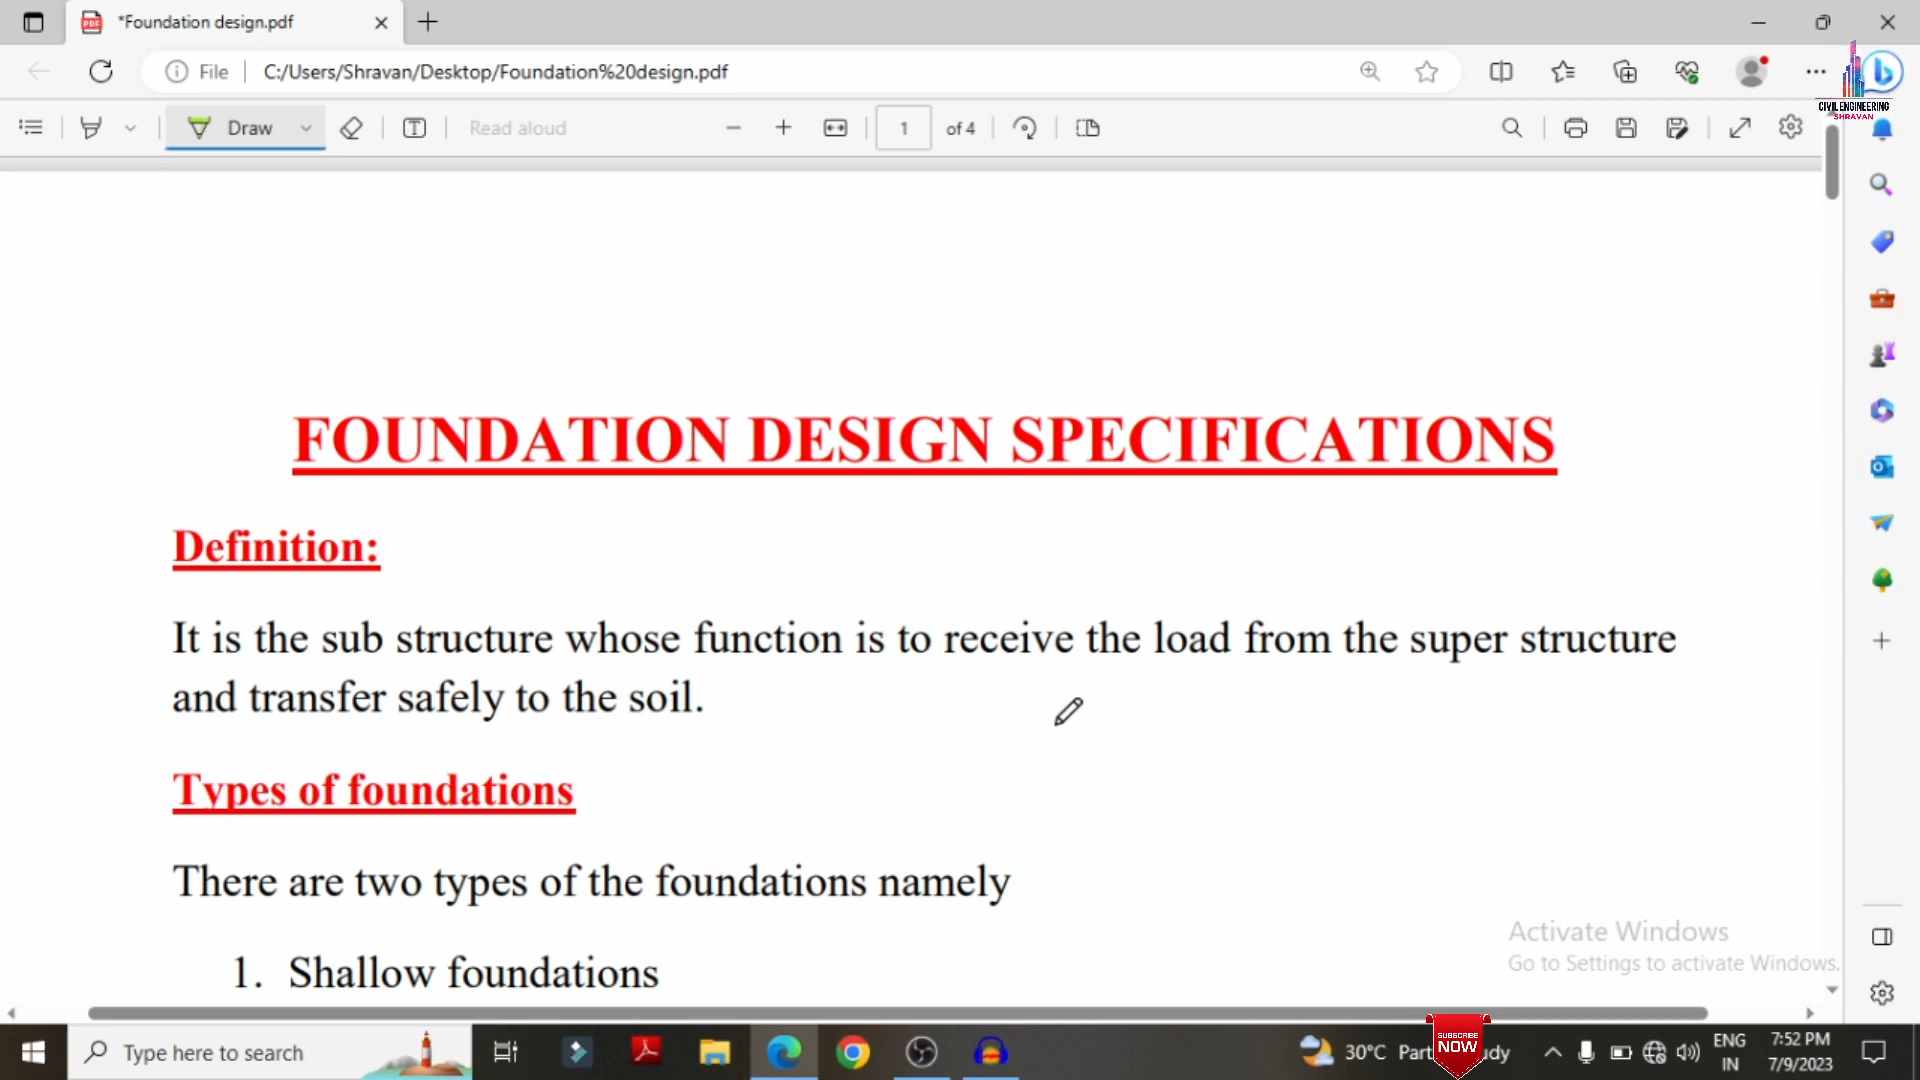 *Foundation design.pdf
File
C:/Users/Shravan/Desktop/Foundation%20design.pdf
CIVIL ENGINEERING
SHRAVAN
Draw
Read aloud
1
of 4
FOUNDATION DESIGN SPECIFICATIONS
Definition:
It is the sub structure whose function is to receive the load from the super structure
and transfer safely to the soil.
Types of foundations
There are two types of the foundations namely
1. Shallow foundations
Activate Windows
Go to Settings to activate Windows.
Type here to search
30°C
SUBSCRIBE
NOW
ENG
IN
7:52 PM
7/9/2023